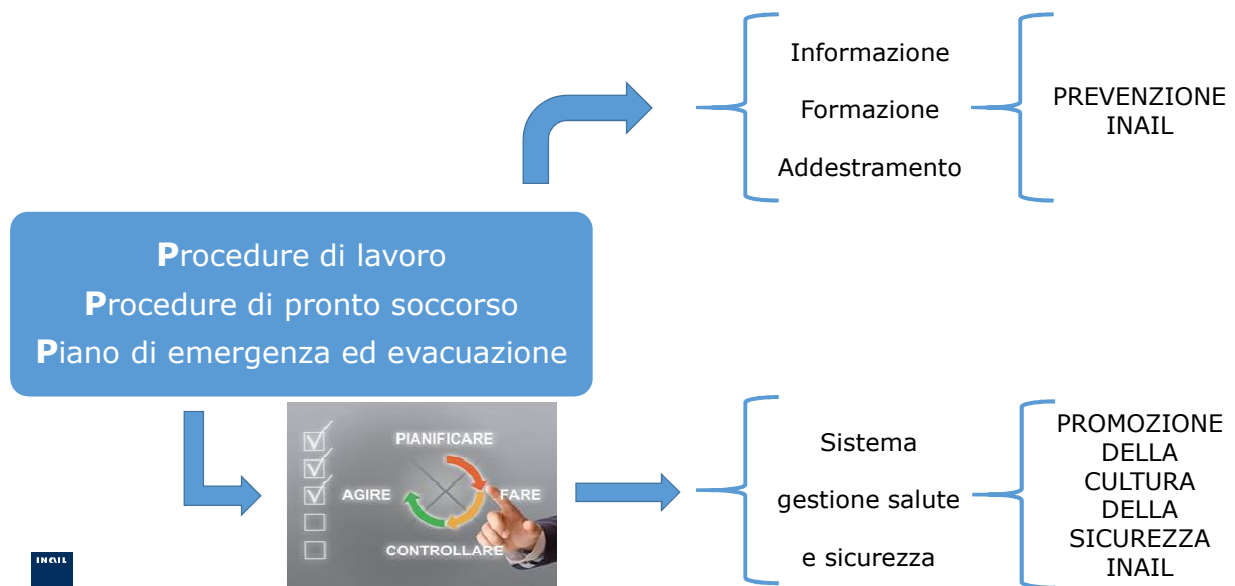 Informazione
Formazione
Addestramento
PREVENZIONE
INAIL
Procedure di lavoro
Procedure di pronto soccorso
Piano di emergenza ed evacuazione
PIANIFICARE
AGIRE
FARE
CONTROLLARE
Sistema
gestione salute
e sicurezza
PROMOZIONE
DELLA
CULTURA
DELLA
SICUREZZA
INAIL
INAIL